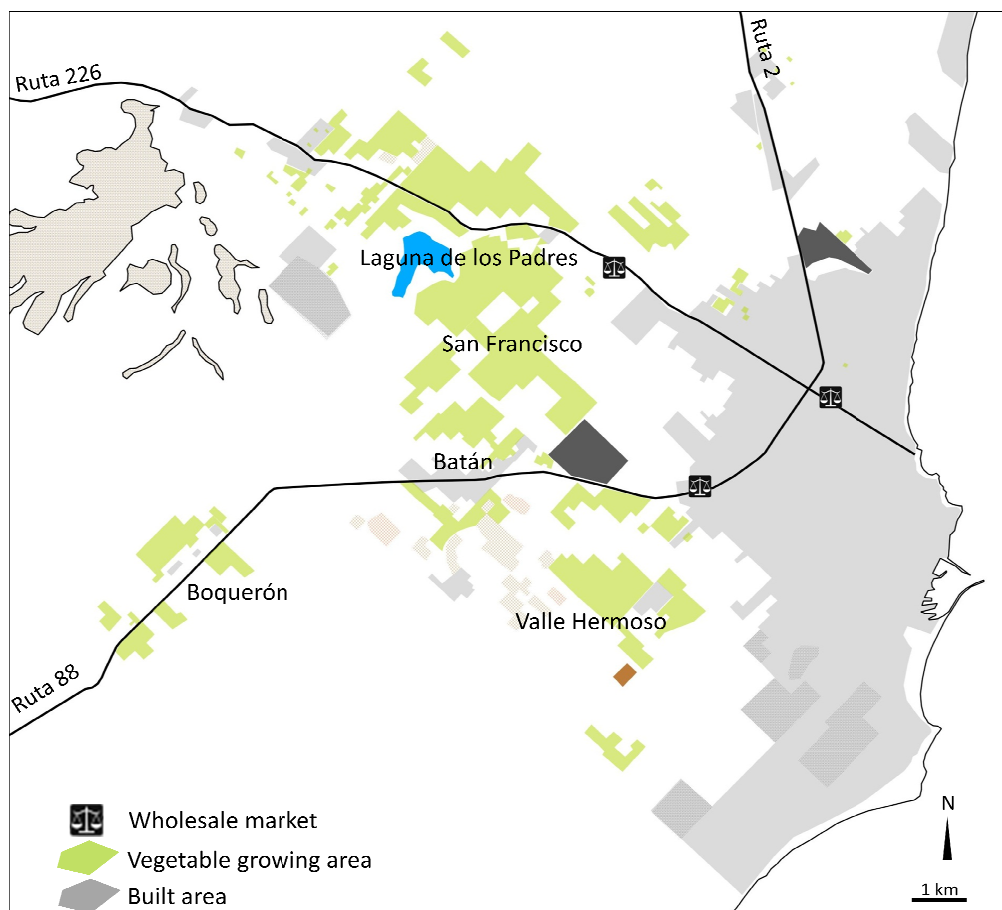 Ruta 2
Ruta 226
Laguna de los Padres
San Francisco
Batán
Boquerón
Valle Hermoso
Ruta 88
N
Wholesale market
Vegetable growing area
Built area
1 km